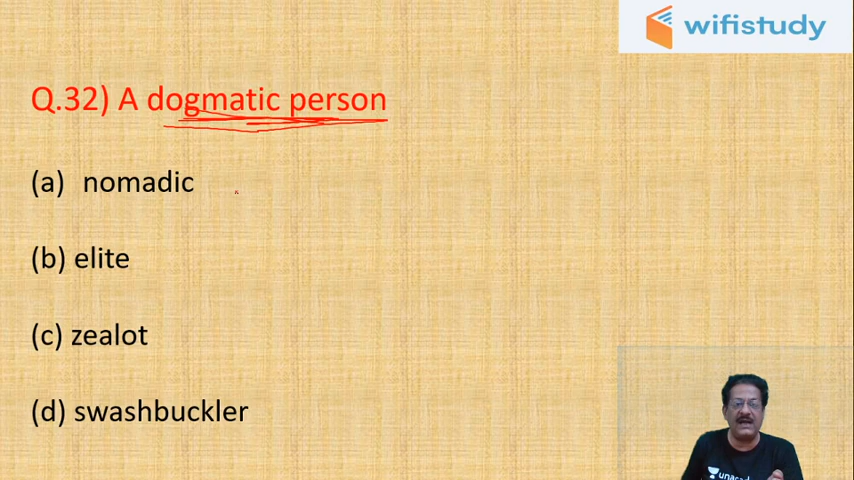 wifistudy
Q.32) A dogmatic person
(a) nomadic
(b) elite
(c) zealot
(d) swashbuckler